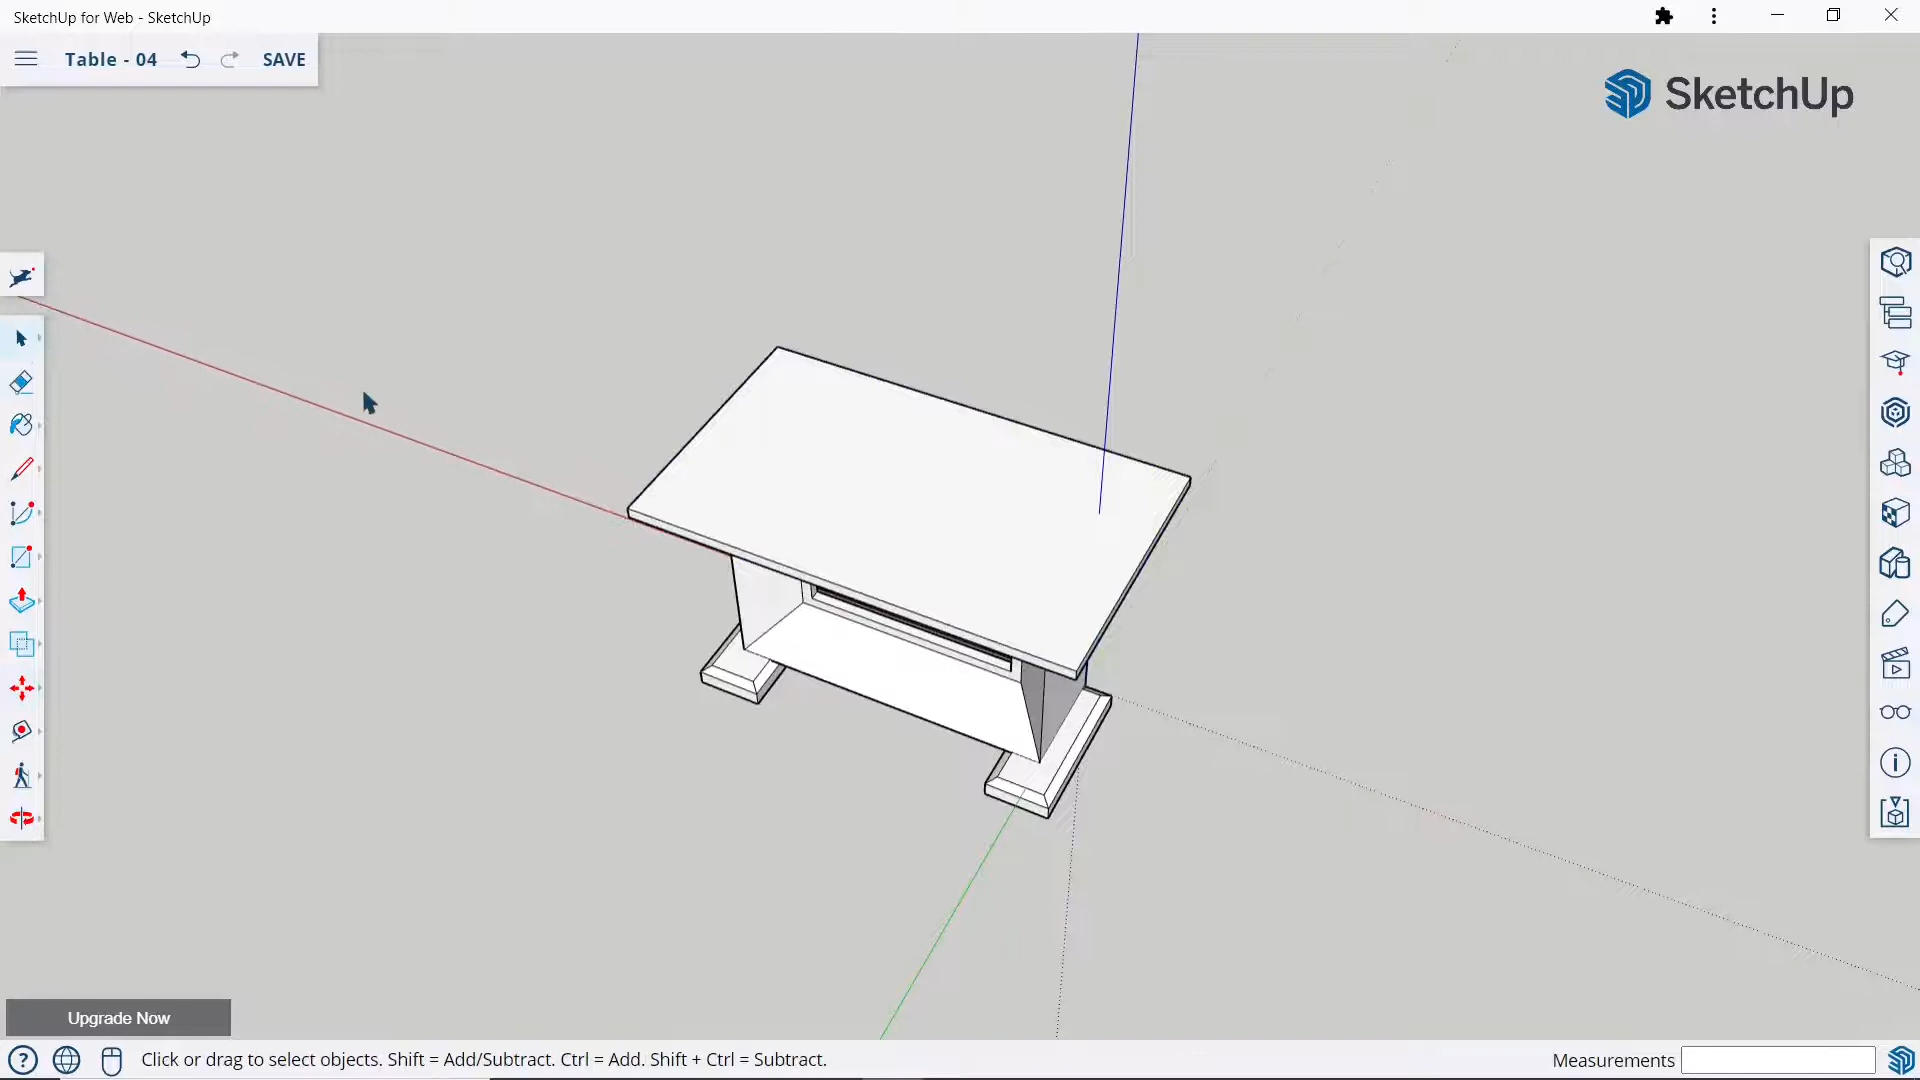 SketchUp for Web - SketchUp
Table - 04
SAVE
SketchUp
Upgrade Now
Click or drag to select objects. Shift = Add/Subtract. Ctrl = Add. Shift + Ctrl = Subtract.
Measurements